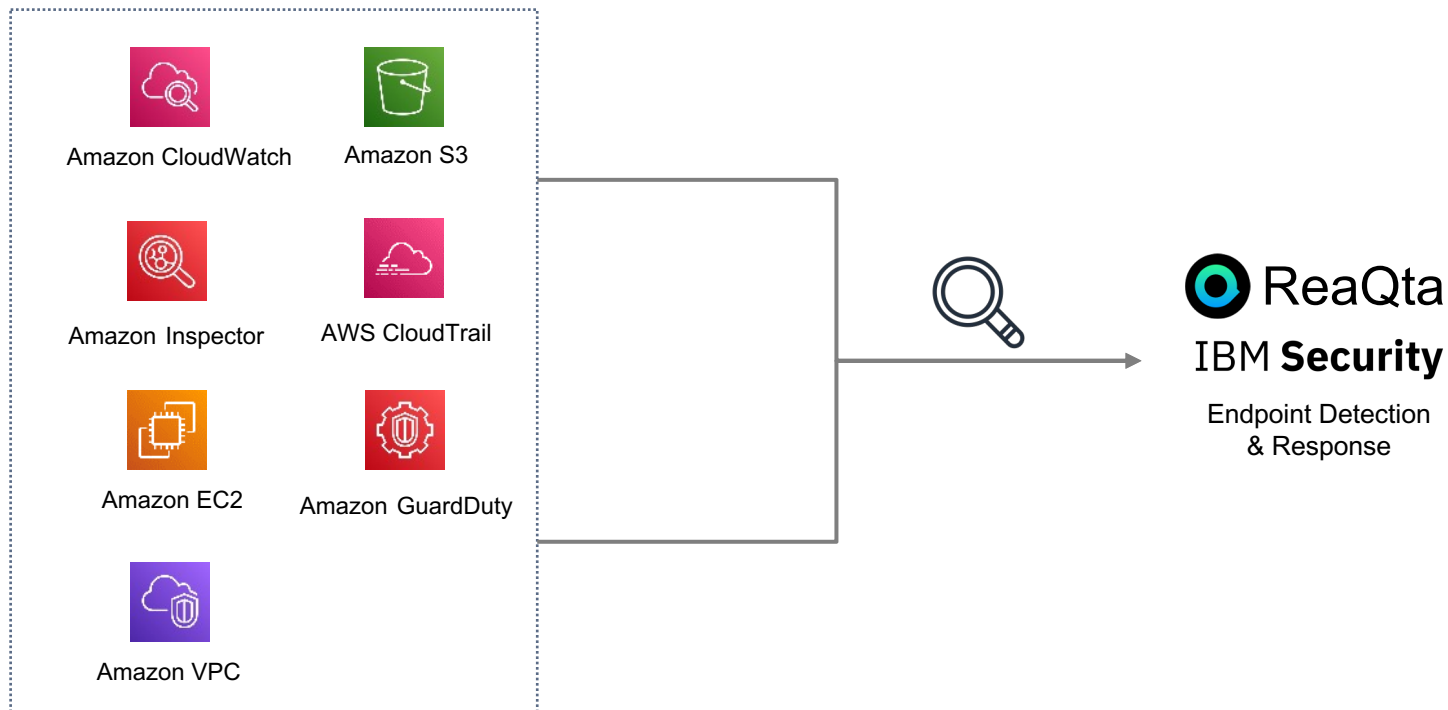 Amazon CloudWatch
Amazon S3
Amazon Inspector
AWS CloudTrail
Amazon EC2
Amazon GuardDuty
Amazon VPC
ReaQta
IBM Security
Endpoint Detection
& Response